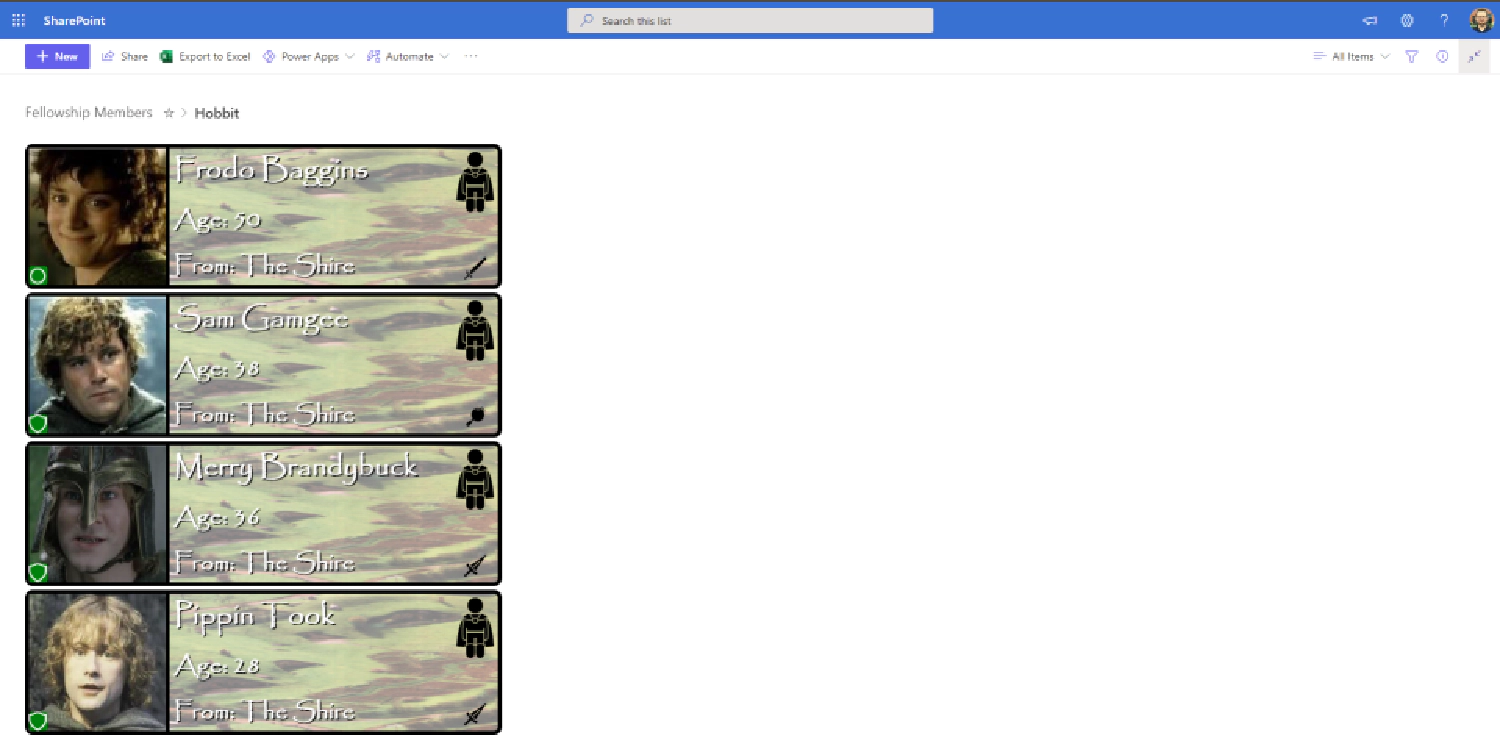 SharePoint
Search this list
?
+ New
Share
Export to Excel
Power Apps
Automate
...
All Items
Fellowship Members > Hobbit
Frodo Baggins
Age: 50
From: The Shire
Sam Gamgee
Age: 38
From: The Shire
Merry Brandybuck
Age: 36
From: The Shire
Pippin Took
Age: 28
From: The Shire